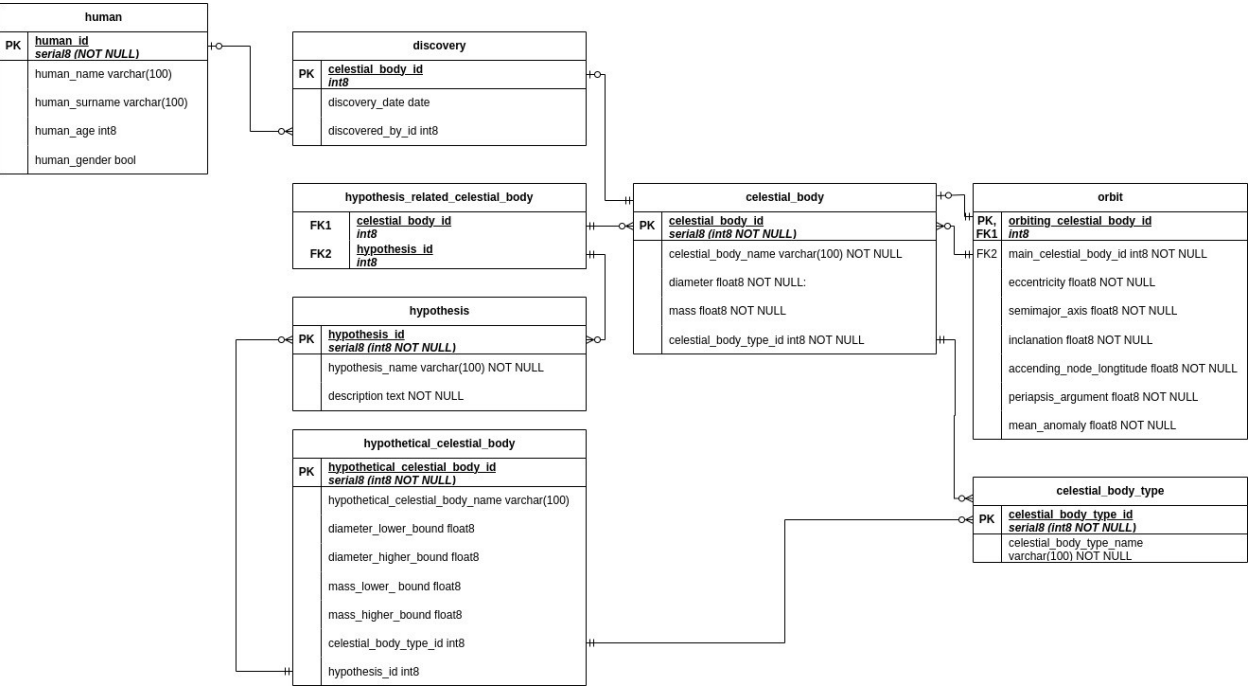 human
PK
human_id
serial8 (NOT NULL)
human_name varchar(100)
human_surname varchar(100)
human_age int8
human_gender bool
discovery
PK
celestial_body_id
int8
discovery_date date
discovered_by_id int8
hypothesis_related_celestial_body
FK1
celestial_body_id
int8
FK2
hypothesis_id
int8
celestial_body
PK
celestial_body_id
serial8 (int8 NOT NULL)
celestial_body_name varchar(100) NOT NULL
diameter float8 NOT NULL:
mass float8 NOT NULL
celestial_body_type_id int8 NOT NULL
orbit
PK,
FK1
orbiting_celestial_body_id
int8
FK2
main_celestial_body_id int8 NOT NULL
eccentricity float8 NOT NULL
semimajor_axis float8 NOT NULL
inclanation float8 NOT NULL
accending_node_longtitude float8 NOT NULL
periapsis_argument float8 NOT NULL
mean_anomaly float8 NOT NULL
hypothesis
PK
hypothesis_id
serial8 (int8 NOT NULL)
hypothesis_name varchar(100) NOT NULL
description text NOT NULL
hypothetical_celestial_body
PK
hypothetical_celestial_body_id
serial8 (int8 NOT NULL)
hypothetical_celestial_body_name varchar(100)
diameter_lower_bound float8
diameter_higher_bound float8
mass_lower_ bound float8
mass_higher_bound float8
celestial_body_type_id int8
hypothesis_id int8
celestial_body_type
PK
celestial_body_type_id
serial8 (int8 NOT NULL)
celestial_body_type_name
varchar(100) NOT NULL